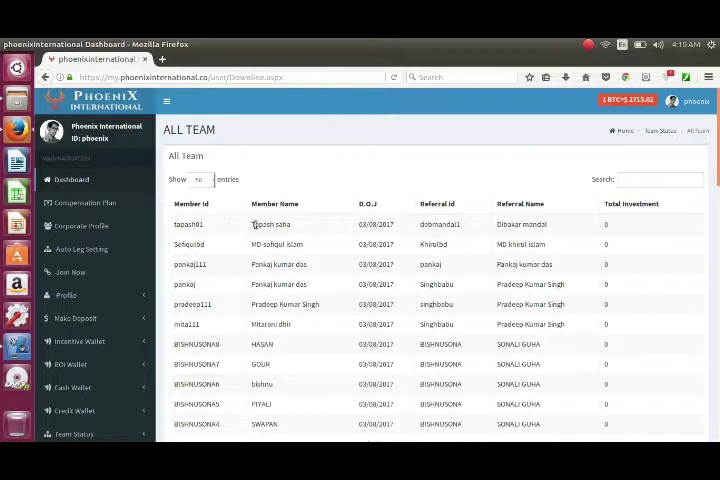 phoenixinternational Dashboard - Mozilla Firefox
En
4:10 AM
phoenixinternational D
https://my.phoenixinternational.co/user/Downline.aspx
Search
PHOENIX
INTERNATIONAL
1 BTC=$ 2715.02
phoenix
Phoenix International
ID: phoenix
ALL TEAM
Home
Team Status
All Team
MAIN NAVIGATION
All Team
Dashboard
Show 50 entries
Search:
Compensation Plan
Member Id Member Name D.O.J Referral Id Referral Name Total Investment
Corporate Profile
tapash01 Tapash saha 03/08/2017 debmandal1 Dibakar mandal 0
Auto Leg Setting
Sofiqulbd MD sofiqul islam 03/08/2017 Khirulbd MD khirul islam 0
Join Now
pankaj111 Pankaj kumar das 03/08/2017 pankaj Pankaj kumar das 0
Profile
pankaj Pankaj kumar das 03/08/2017 Singhbabu Pradeep Kumar Singh 0
Make Deposit
pradeep111 Pradeep Kumar Singh 03/08/2017 singhbabu Pradeep Kumar Singh 0
Incentive Wallet
mita111 Mitarani dhir 03/08/2017 Singhbabu Pradeep Kumar Singh 0
ROI Wallet
BISHNUSONA8 HASAN 03/08/2017 BISHNUSONA SONALI GUHA 0
BISHNUSONA7 GOUR 03/08/2017 BISHNUSONA SONALI GUHA 0
Cash Wallet
BISHNUSONA6 bishnu 03/08/2017 BISHNUSONA SONALI GUHA 0
Credit Wallet
BISHNUSONA5 PIYALI 03/08/2017 BISHNUSONA SONALI GUHA 0
Team Status
BISHNUSONA4 SWAPAN 03/08/2017 BISHNUSONA SONALI GUHA 0